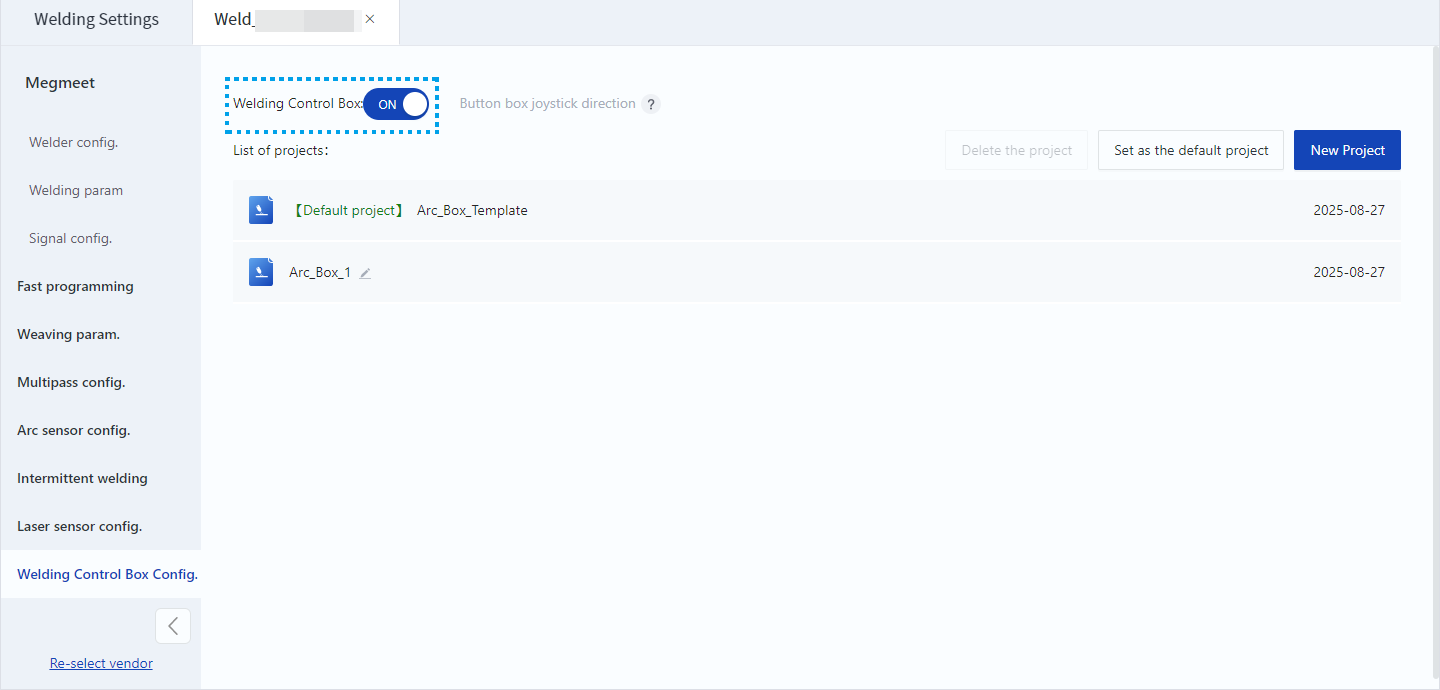 Welding Settings
Weld_
Megmeet
Welder config.
Welding param
Signal config.
Fast programming
Weaving param.
Multipass config.
Arc sensor config.
Intermittent welding
Laser sensor config.
Welding Control Box Config.
Re-select vendor
Welding Control Box: ON
Button box joystick direction ?
List of projects：
Delete the project
Set as the default project
New Project
【Default project】 Arc_Box_Template 2025-08-27
Arc_Box_1 2025-08-27